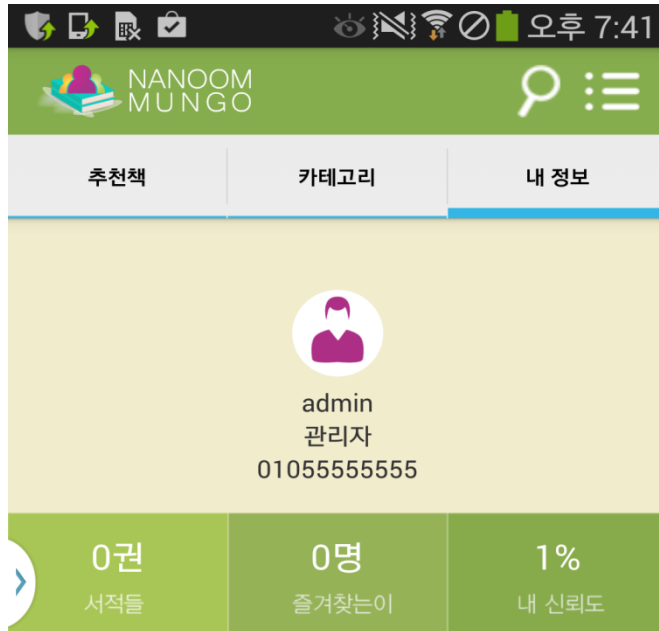 오후 7:41
NANOOM
MUNGO
추천책 카테고리 내 정보
admin
관리자
01055555555
0권 0명 1%
서적들 즐겨찾는이 내 신뢰도